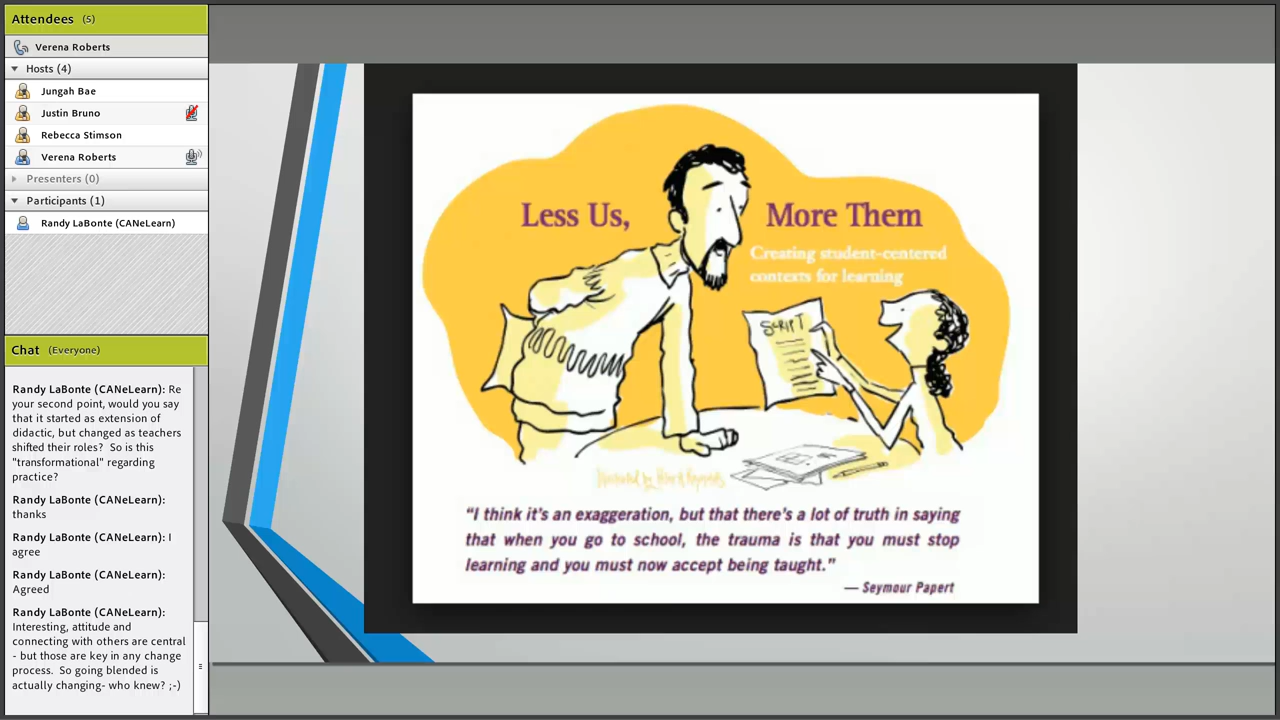 Attendees (5)
Verena Roberts
Hosts (4)
Jungah Bae
Justin Bruno
Rebecca Stimson
Verena Roberts
Presenters (0)
Participants (1)
Randy LaBonte (CANeLearn)
Chat (Everyone)
Randy LaBonte (CANeLearn): Re
your second point, would you
say that it started as extension of
didactic, but changed as teachers
shifted their roles? So is this
"transformational" regarding
practice?
Randy LaBonte (CANeLearn):
thanks
Randy LaBonte (CANeLearn): I
agree
Randy LaBonte (CANeLearn):
Agreed
Randy LaBonte (CANeLearn):
Interesting, attitude and
connecting with others are central
- but those are key in any change
process. So going blended is
actually changing- who knew? ;-)
Less Us, More Them
Creating student-centered
contexts for learning
SCRIPT
“I think it’s an exaggeration, but that there’s a lot of truth in saying
that when you go to school, the trauma is that you must stop
learning and you must now accept being taught.”
— Seymour Papert